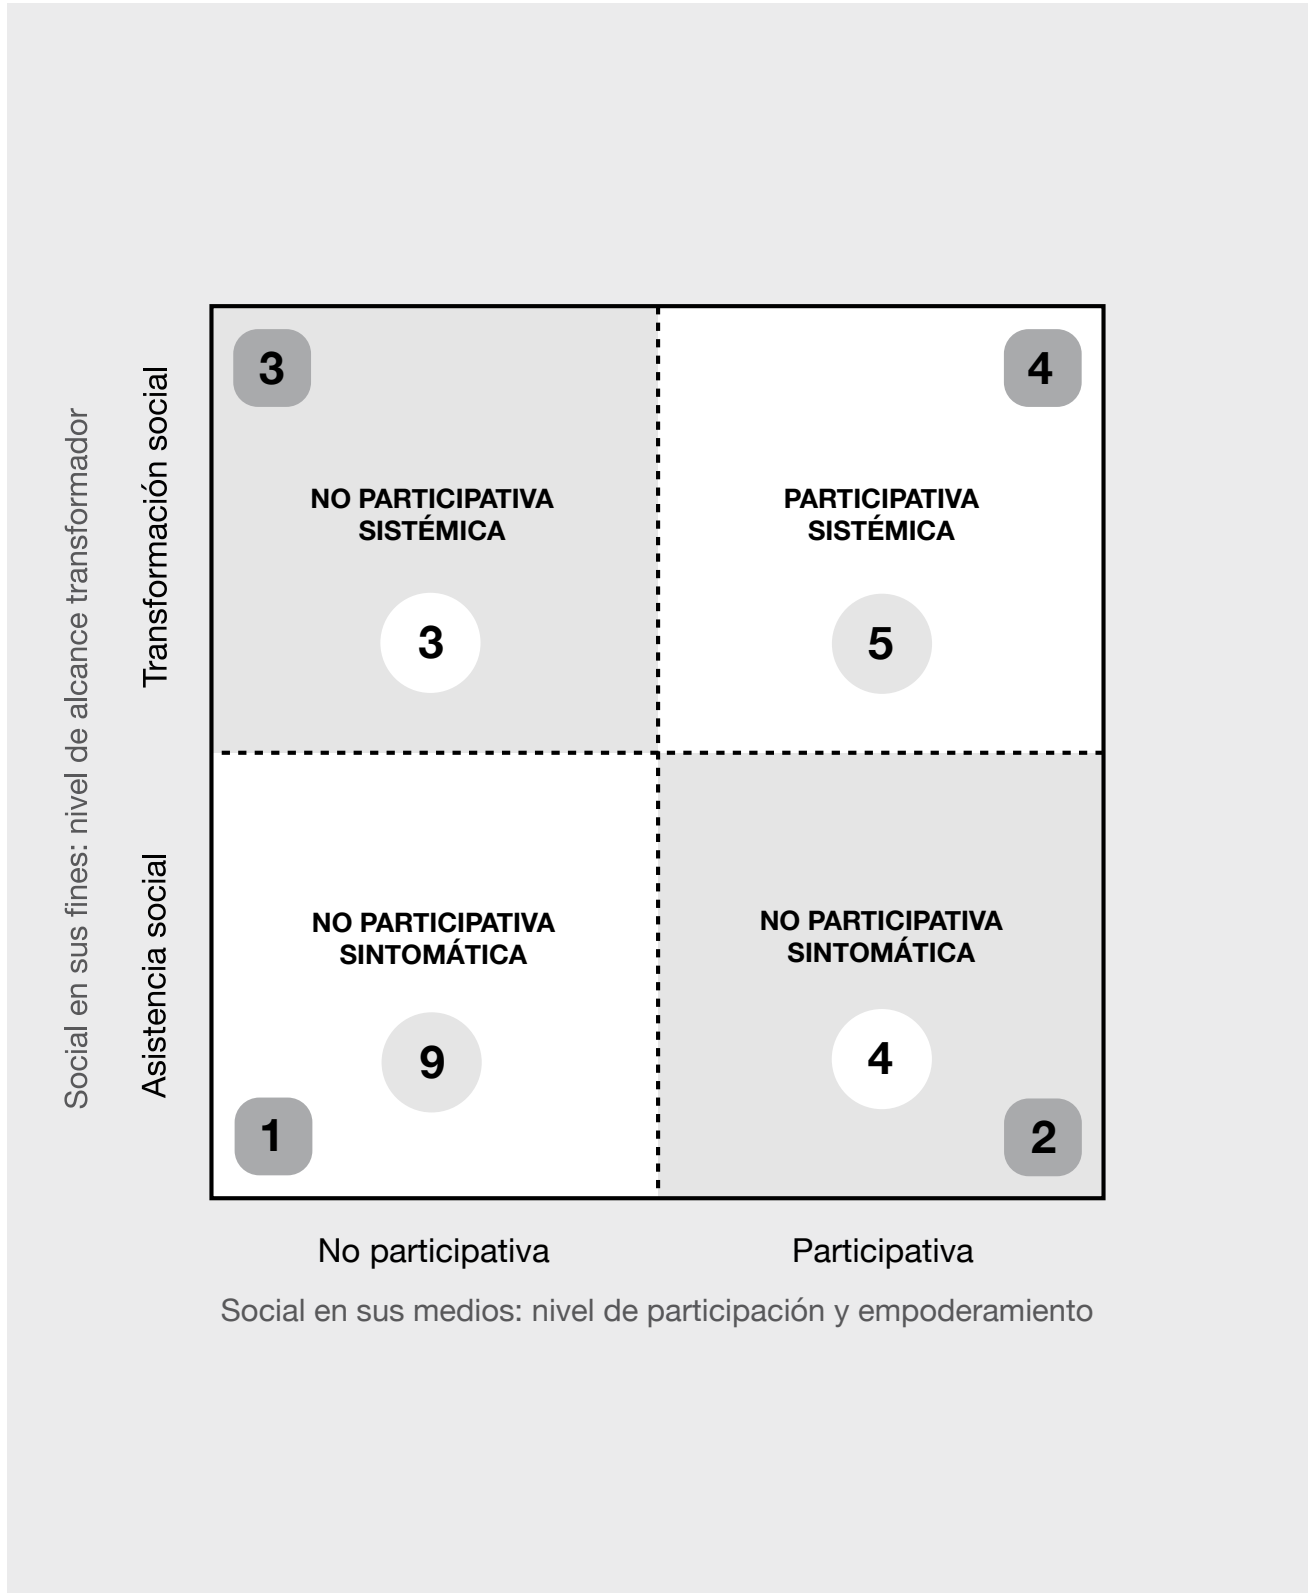 3
4
NO PARTICIPATIVA
SISTÉMICA
3
PARTICIPATIVA
SISTÉMICA
5
NO PARTICIPATIVA
SINTOMÁTICA
9
1
NO PARTICIPATIVA
SINTOMÁTICA
4
2
Social en sus fines: nivel de alcance transformador
Transformación social
Asistencia social
No participativa
Participativa
Social en sus medios: nivel de participación y empoderamiento